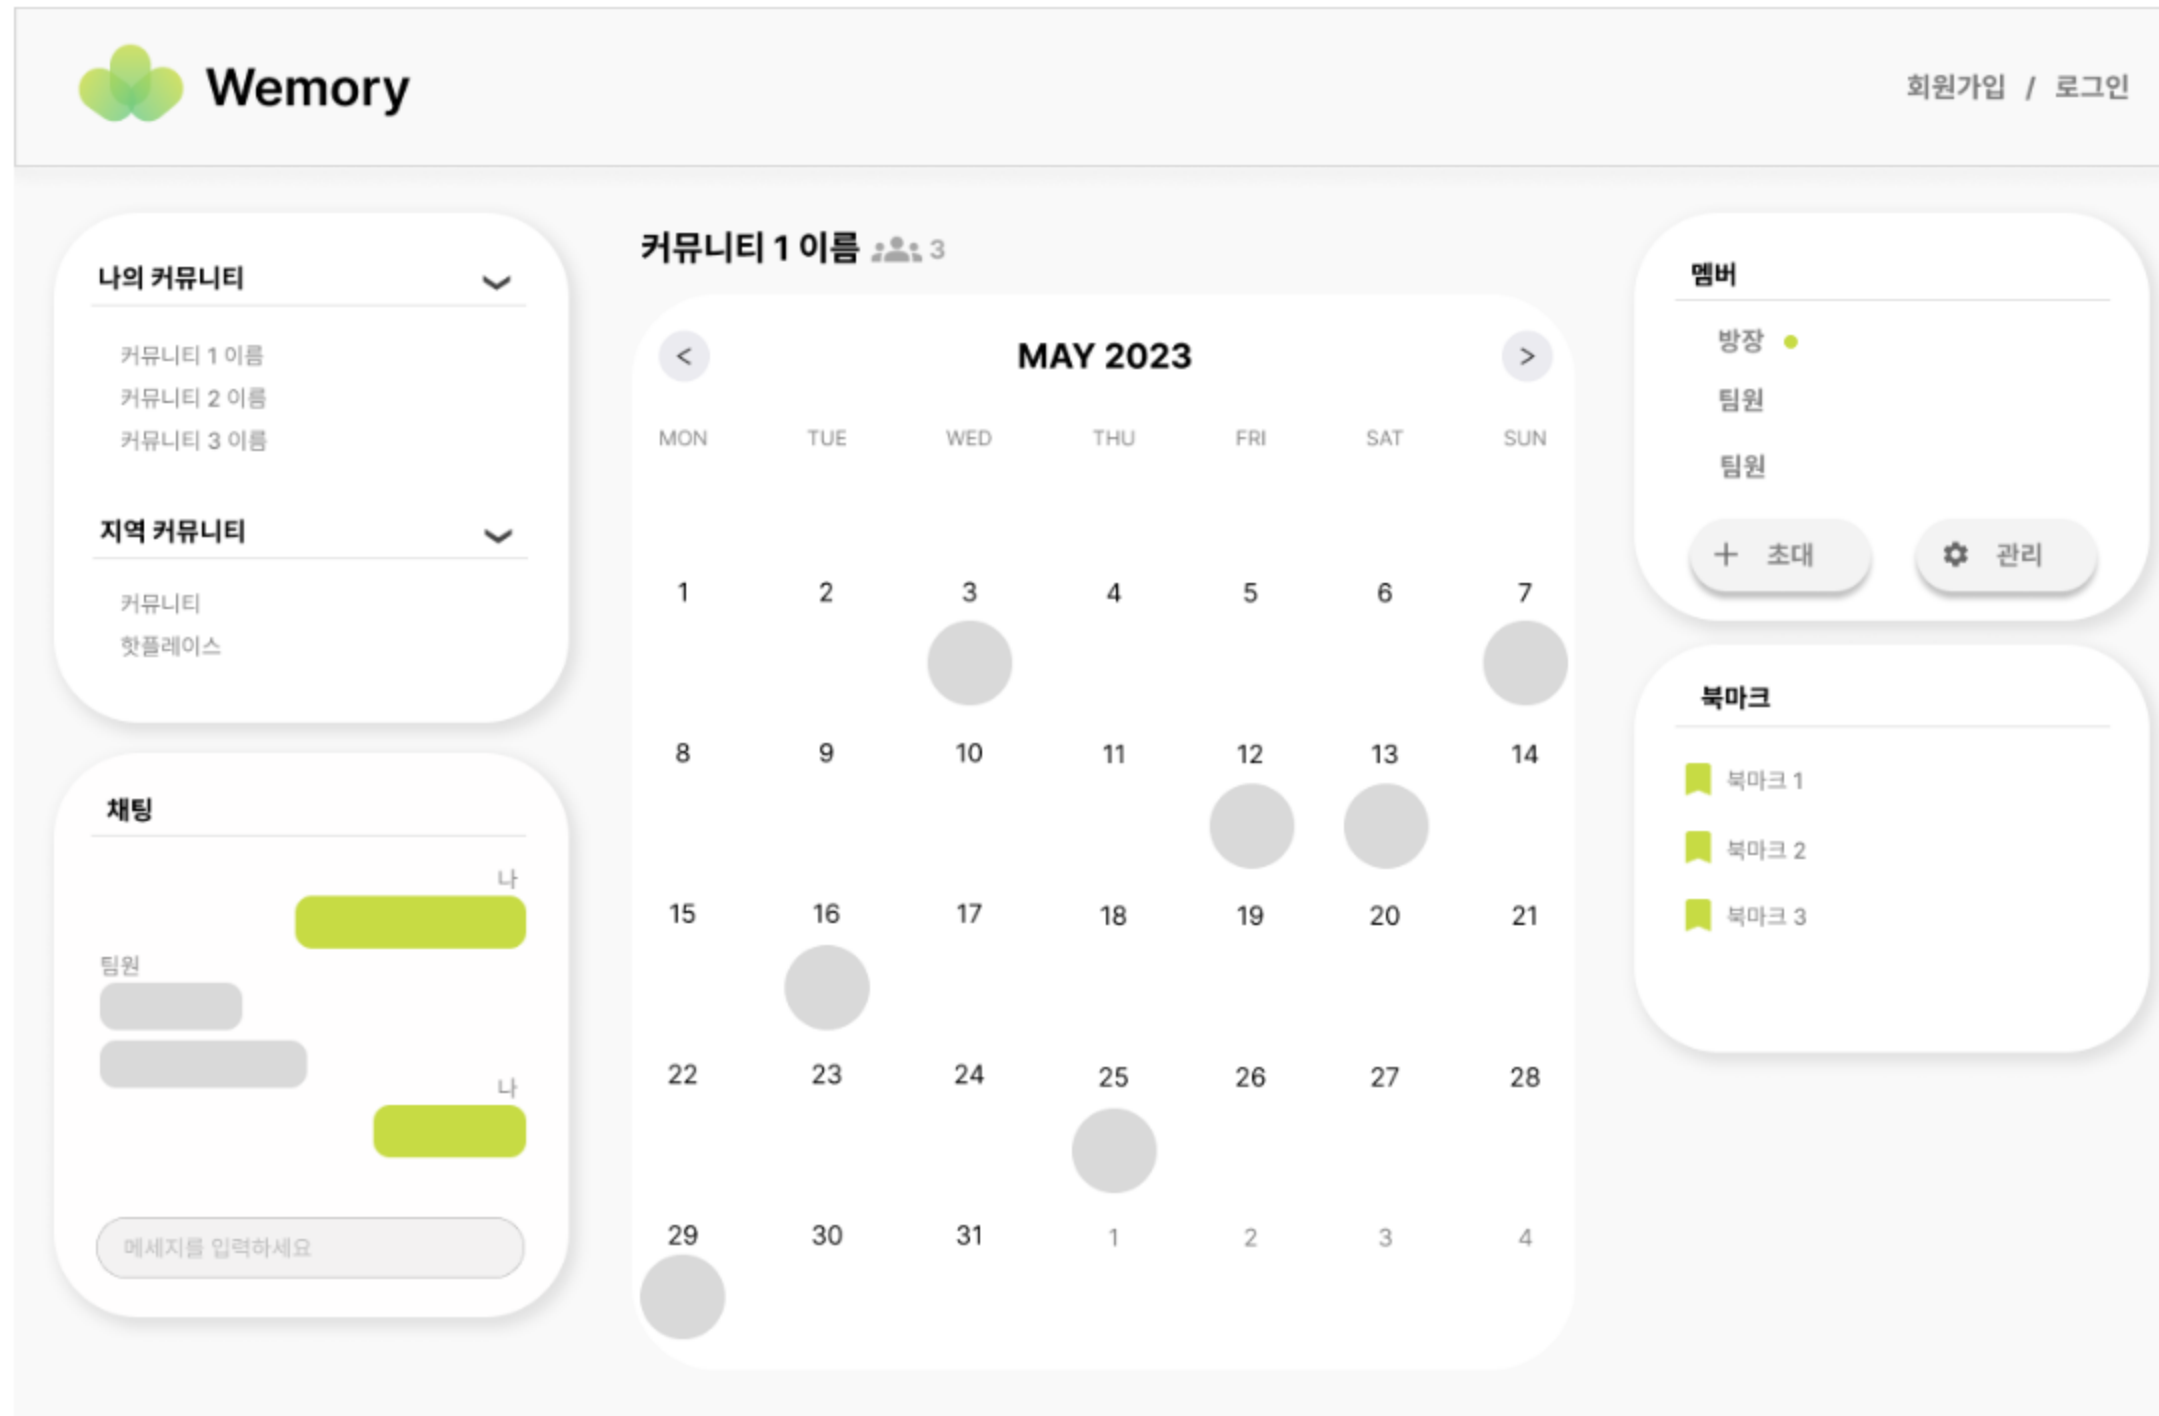 Wemory
회원가입 / 로그인
나의 커뮤니티
커뮤니티 1 이름
커뮤니티 2 이름
커뮤니티 3 이름
지역 커뮤니티
커뮤니티
핫플레이스
채팅
나
팀원
나
메세지를 입력하세요
커뮤니티 1 이름 3
< MAY 2023 >
MON TUE WED THU FRI SAT SUN
1 2 3 4 5 6 7
8 9 10 11 12 13 14
15 16 17 18 19 20 21
22 23 24 25 26 27 28
29 30 31 1 2 3 4
멤버
방장
팀원
팀원
+ 초대 관리
북마크
북마크 1
북마크 2
북마크 3